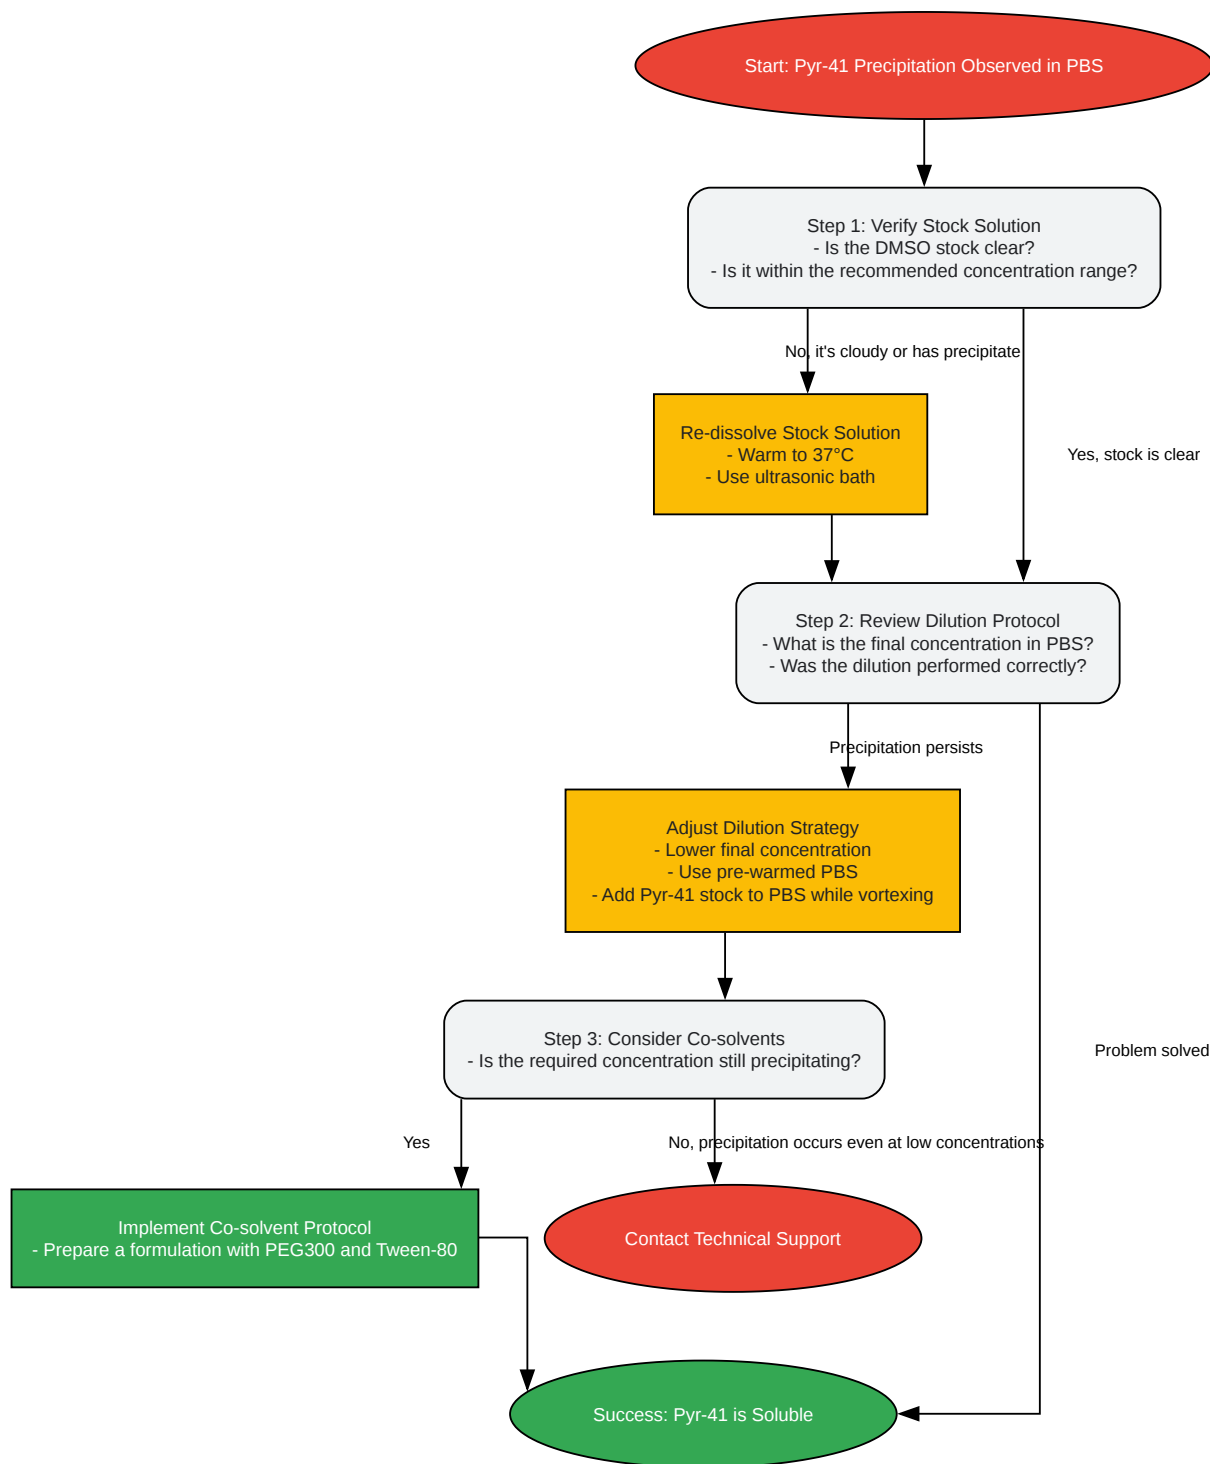 Start: Pyr-41 Precipitation Observed in PBS
Step 1: Verify Stock Solution
- Is the DMSO stock clear?
- Is it within the recommended concentration range?
No, it's cloudy or has precipitate
Re-dissolve Stock Solution
- Warm to 37°C
- Use ultrasonic bath
Yes, stock is clear
Step 2: Review Dilution Protocol
- What is the final concentration in PBS?
- Was the dilution performed correctly?
Precipitation persists
Adjust Dilution Strategy
- Lower final concentration
- Use pre-warmed PBS
- Add Pyr-41 stock to PBS while vortexing
Step 3: Consider Co-solvents
- Is the required concentration still precipitating?
Problem solved
Yes
No, precipitation occurs even at low concentrations
Implement Co-solvent Protocol
- Prepare a formulation with PEG300 and Tween-80
Contact Technical Support
Success: Pyr-41 is Soluble